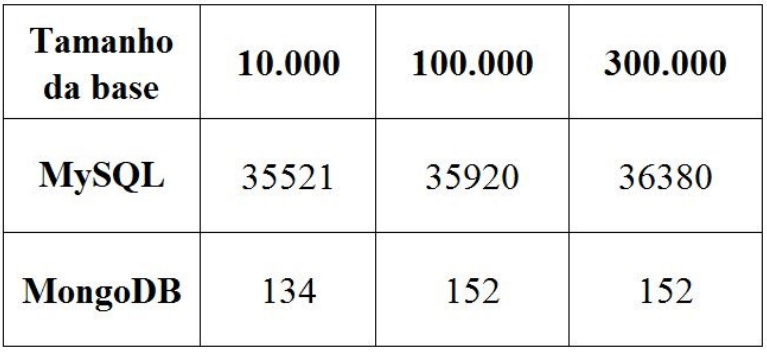 Tamanho
da base 10.000 100.000 300.000
MySQL 35521 35920 36380
MongoDB 134 152 152